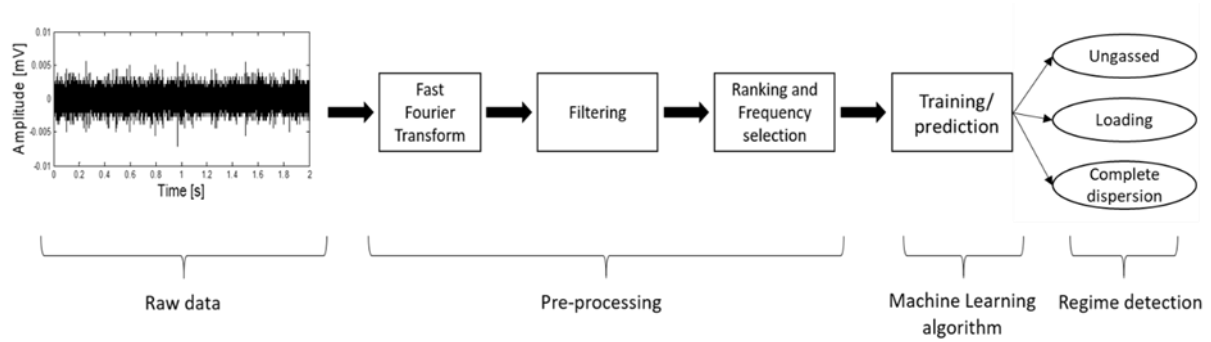 0.01
0.005
0
-0.005
-0.01
Amplitude [mV]
0 0.2 0.4 0.6 0.8 1 1.2 1.4 1.6 1.8 2
Time [s]
Fast
Fourier
Transform
Filtering
Ranking and
Frequency
selection
Training/
prediction
Ungassed
Loading
Complete
dispersion
Raw data
Pre-processing
Machine Learning
algorithm
Regime detection